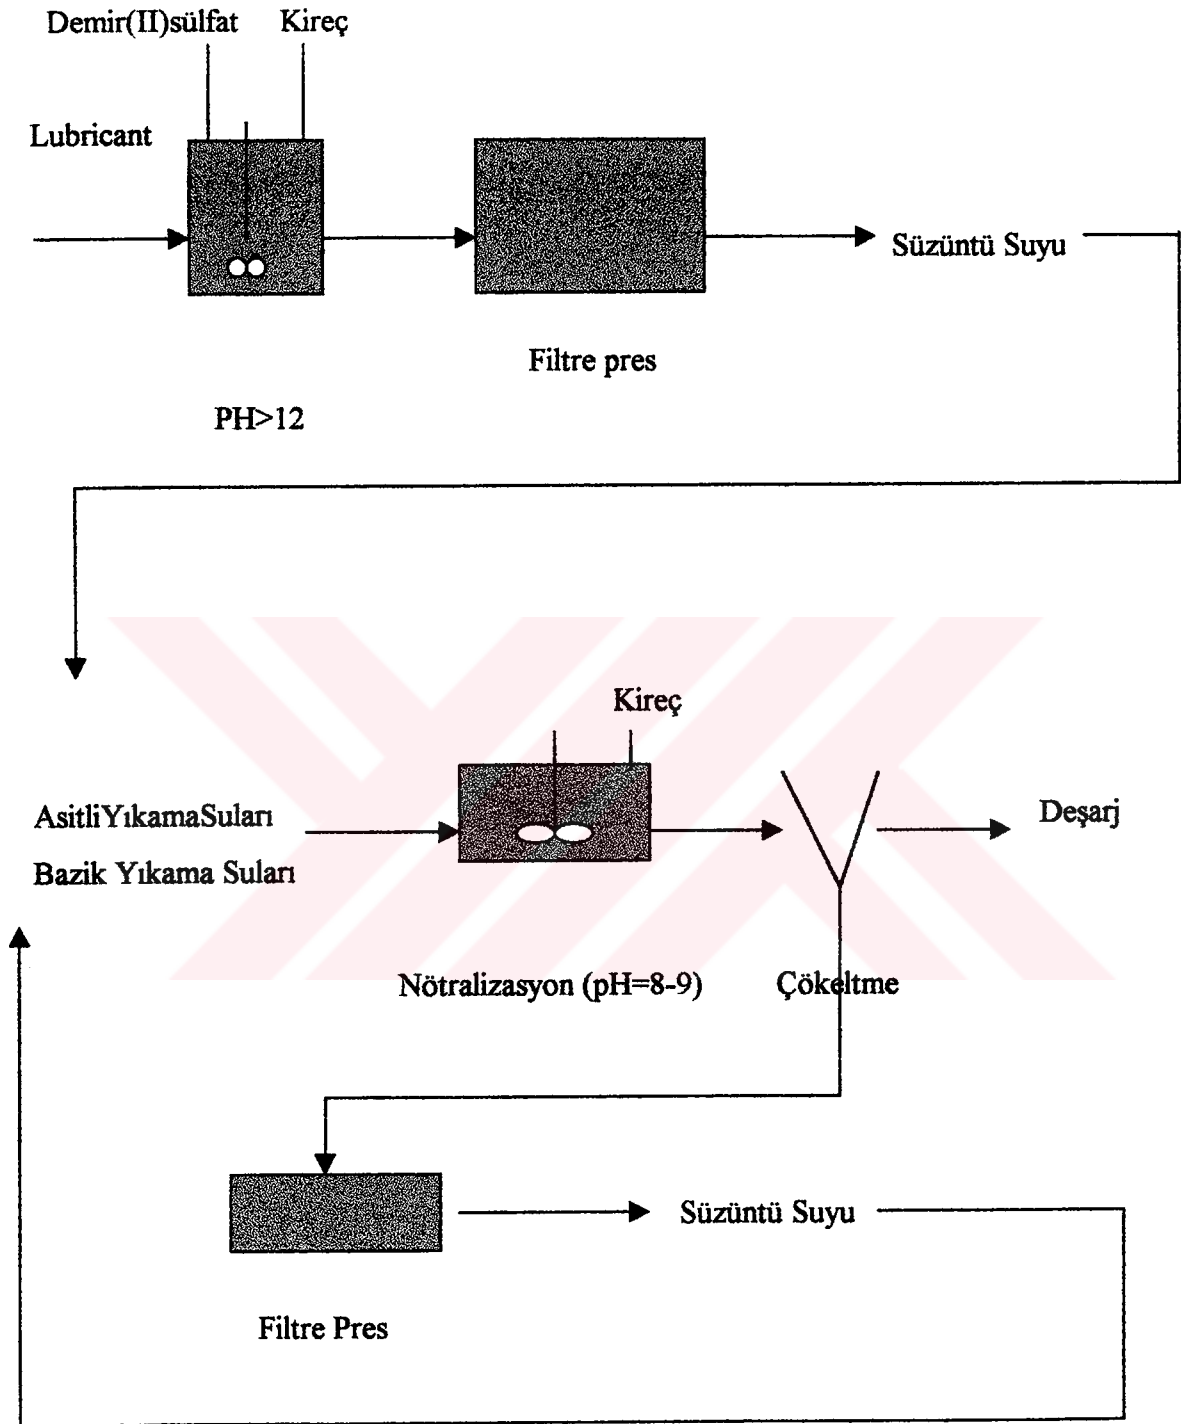 Demir(II)sülfat Kireç
Lubricant
Süzüntü Suyu
Filtre pres
PH>12
Kireç
AsitliYıkamaSuları
Deşarj
Bazik Yıkama Suları
Nötralizasyon (pH=8-9) Çökeltme
Süzüntü Suyu
Filtre Pres